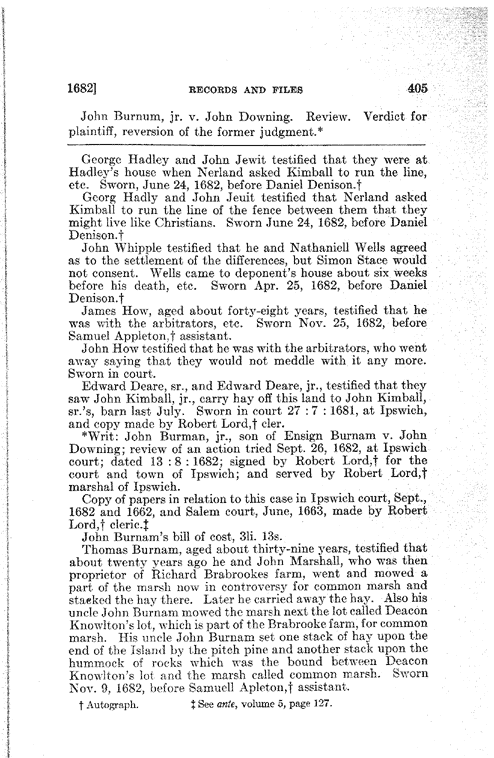 1682] RECORDS AND FILES 405
John Burnum, jr. v. John Downing. Review. Verdict for
plaintiff, reversion of the former judgment.*
George Hadley and John Jewit testified that they were at
Hadley's house when Nerland asked Kimball to run the line,
etc. Sworn, June 24, 1682, before Daniel Denison.†
Georg Hadly and John Jeuit testified that Nerland asked
Kimball to run the line of the fence between them that they
might live like Christians. Sworn June 24, 1682, before Daniel
Denison.†
John Whipple testified that he and Nathaniell Wells agreed
as to the settlement of the differences, but Simon Stace would
not consent. Wells came to deponent's house about six weeks
before his death, etc. Sworn Apr. 25, 1682, before Daniel
Denison.†
James How, aged about forty-eight years, testified that he
was with the arbitrators, etc. Sworn Nov. 25, 1682, before
Samuel Appleton,† assistant.
John How testified that he was with the arbitrators, who went
away saying that they would not meddle with it any more.
Sworn in court.
Edward Deare, sr., and Edward Deare, jr., testified that they
saw John Kimball, jr., carry hay off this land to John Kimball,
sr.'s, barn last July. Sworn in court 27 : 7 : 1681, at Ipswich,
and copy made by Robert Lord,† cler.
*Writ: John Burman, jr., son of Ensign Burnam v. John
Downing; review of an action tried Sept. 26, 1682, at Ipswich
court; dated 13 : 8 : 1682; signed by Robert Lord,† for the
court and town of Ipswich; and served by Robert Lord,†
marshal of Ipswich.
Copy of papers in relation to this case in Ipswich court, Sept.,
1682 and 1662, and Salem court, June, 1663, made by Robert
Lord,† cleric.‡
John Burnam's bill of cost, 3li. 13s.
Thomas Burnam, aged about thirty-nine years, testified that
about twenty years ago he and John Marshall, who was then
proprietor of Richard Brabrookes farm, went and mowed a
part of the marsh now in controversy for common marsh and
stacked the hay there. Later he carried away the hay. Also his
uncle John Burnam mowed the marsh next the lot called Deacon
Knowlton's lot, which is part of the Brabrooke farm, for common
marsh. His uncle John Burnam set one stack of hay upon the
end of the Island by the pitch pine and another stack upon the
hummock of rocks which was the bound between Deacon
Knowlton's lot and the marsh called common marsh. Sworn
Nov. 9, 1682, before Samuell Apleton,† assistant.
† Autograph. ‡ See ante, volume 5, page 127.